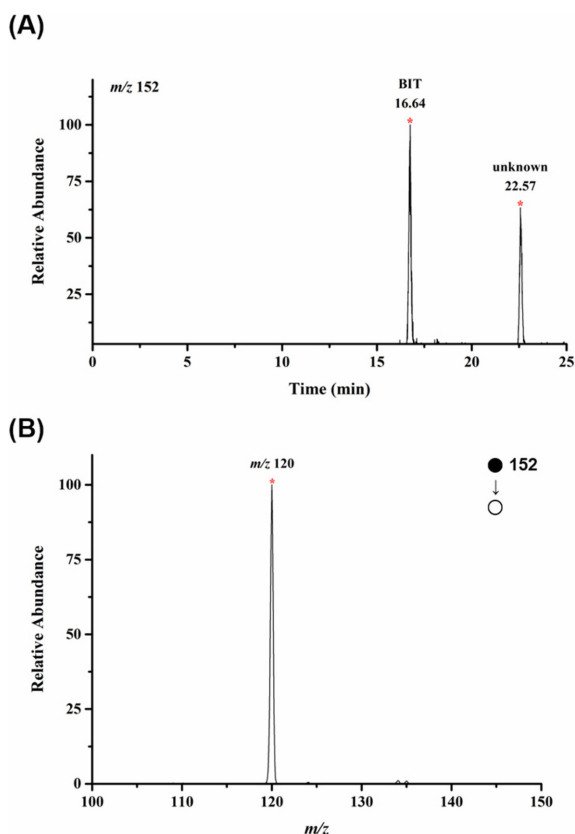 (A)
m/z 152
BIT
16.64
*
unknown
22.57
*
100
75
50
25
Relative Abundance
0 5 10 15 20 25
Time (min)
(B)
m/z 120
*
152
↓
100
75
50
25
0
Relative Abundance
100 110 120 130 140 150
m/z